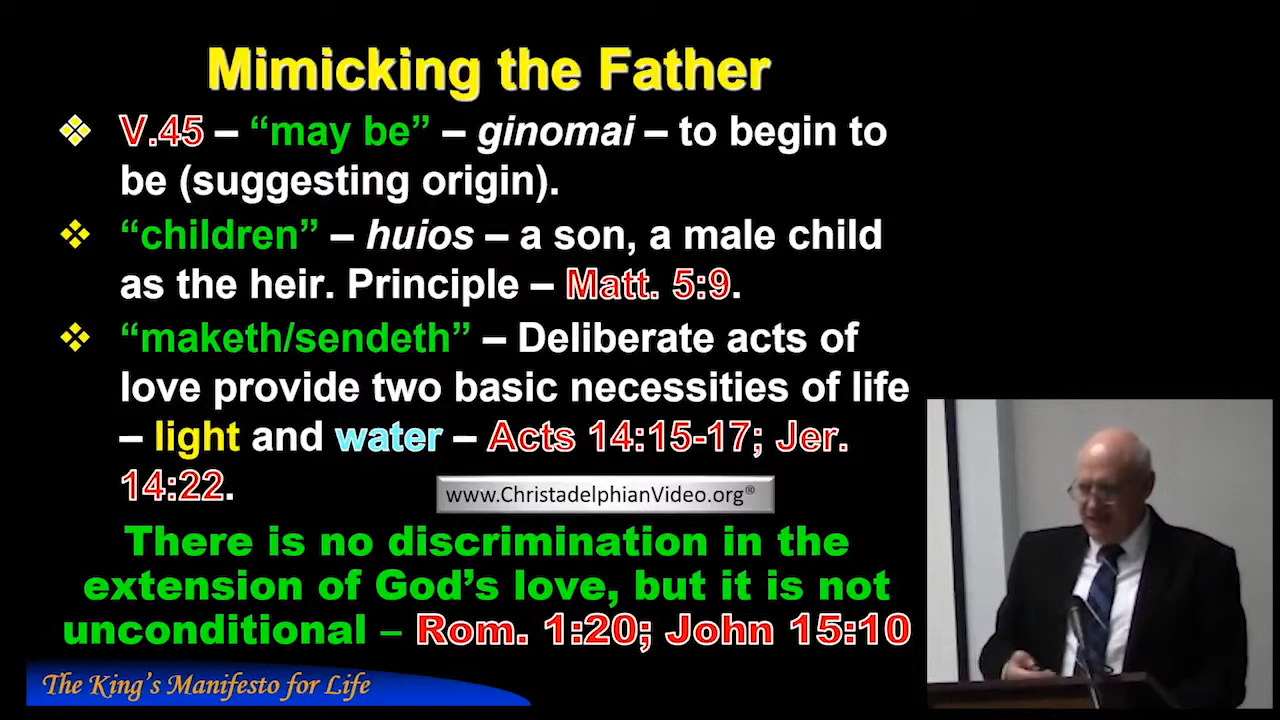 Mimicking the Father
V.45 – “may be” – ginomai – to begin to
be (suggesting origin).
“children” – huios – a son, a male child
as the heir. Principle – Matt. 5:9.
“maketh/sendeth” – Deliberate acts of
love provide two basic necessities of life
– light and water – Acts 14:15-17; Jer.
14:22.
www.ChristadelphianVideo.org®
There is no discrimination in the
extension of God’s love, but it is not
unconditional – Rom. 1:20; John 15:10
The King’s Manifesto for Life